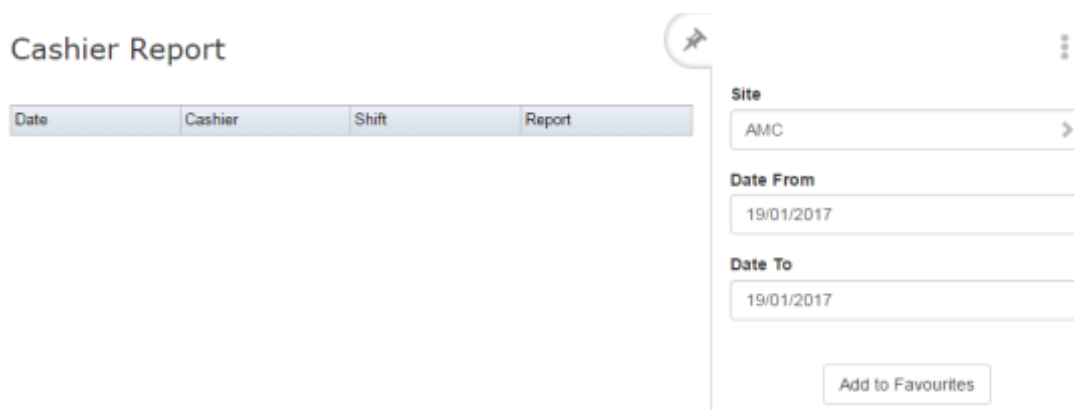 Cashier Report
Date Cashier Shift Report
Site
AMC
Date From
19/01/2017
Date To
19/01/2017
Add to Favourites